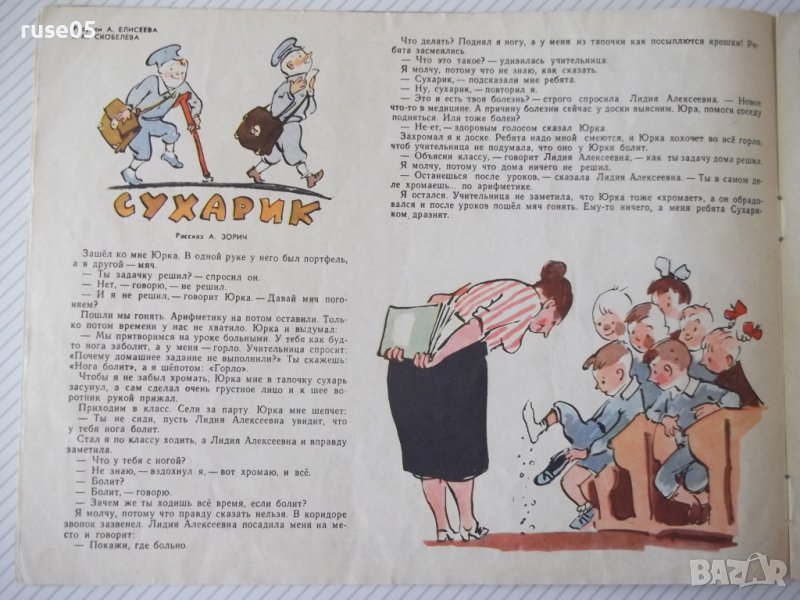 ruse05
А. ЕЛИСЕЕВА
СКОБЕЛЕВА
СУХАРИК
Рассказ А. ЗОРИЧ
Зашёл ко мне Юрка. В одной руке у него был портфель,
а в другой — мяч.
— Ты задачку решил? — спросил он.
— Нет, — говорю, — не решил.
— И я не решил, — говорит Юрка. — Давай мяч пого-
няем?
Пошли мы гонять. Арифметику на потом оставили. Толь-
ко потом времени у нас не хватило. Юрка и выдумал:
— Мы притворимся на уроке больными. У тебя как буд-
то нога заболит, а у меня — горло. Учительница спросит:
«Почему домашнее задание не выполнили?» Ты скажешь:
«Нога болит», а я шёпотом: «Горло».
Чтобы я не забыл хромать, Юрка мне в тапочку сухарь
засунул, а сам сделал очень грустное лицо и к шее во-
ротник рукой прижал.
Приходим в класс. Сели за парту. Юрка мне шепчет:
— Ты не сиди, пусть Лидия Алексеевна увидит, что
у тебя нога болит.
Стал я по классу ходить, а Лидия Алексеевна и вправду
заметила.
— Что у тебя с ногой?
— Не знаю, — вздохнул я, — вот хромаю, и всё.
— Болит?
— Болит, — говорю.
— Зачем же ты ходишь всё время, если болит?
Я молчу, потому что правду сказать нельзя. В коридоре
звонок зазвенел. Лидия Алексеевна посадила меня на ме-
сто и говорит:
— Покажи, где больно.
Что делать? Поднял я ногу, а у меня из тапочки как посыплются крошки! Ре-
бята засмеялись.
— Что это такое? — удивилась учительница.
Я молчу, потому что не знаю, как сказать.
— Сухарик, — подсказали мне ребята.
— Ну, сухарик, — повторил я.
— Это и есть твоя болезнь? — строго спросила Лидия Алексеевна. — Новое
что-то в медицине. А причину болезни сейчас у доски выясним. Юра, помоги соседу
подняться. Или тоже болен?
— Не-ет, — здоровым голосом сказал Юрка.
Захромал я к доске. Ребята надо мной смеются, и Юрка хохочет во всё горло,
чтоб учительница не подумала, что оно у Юрки болит.
— Объясни классу, — говорит Лидия Алексеевна, — как ты задачу дома решил.
Я молчу, потому что дома ничего не решил.
— Останешься после уроков, — сказала Лидия Алексеевна. — Ты в самом де-
ле хромаешь... по арифметике.
Я остался. Учительница не заметила, что Юрка тоже «хромает», а он обрадо-
вался и после уроков пошёл мяч гонять. Ему-то ничего, а меня ребята Сухари-
ком дразнят.
BAZAR